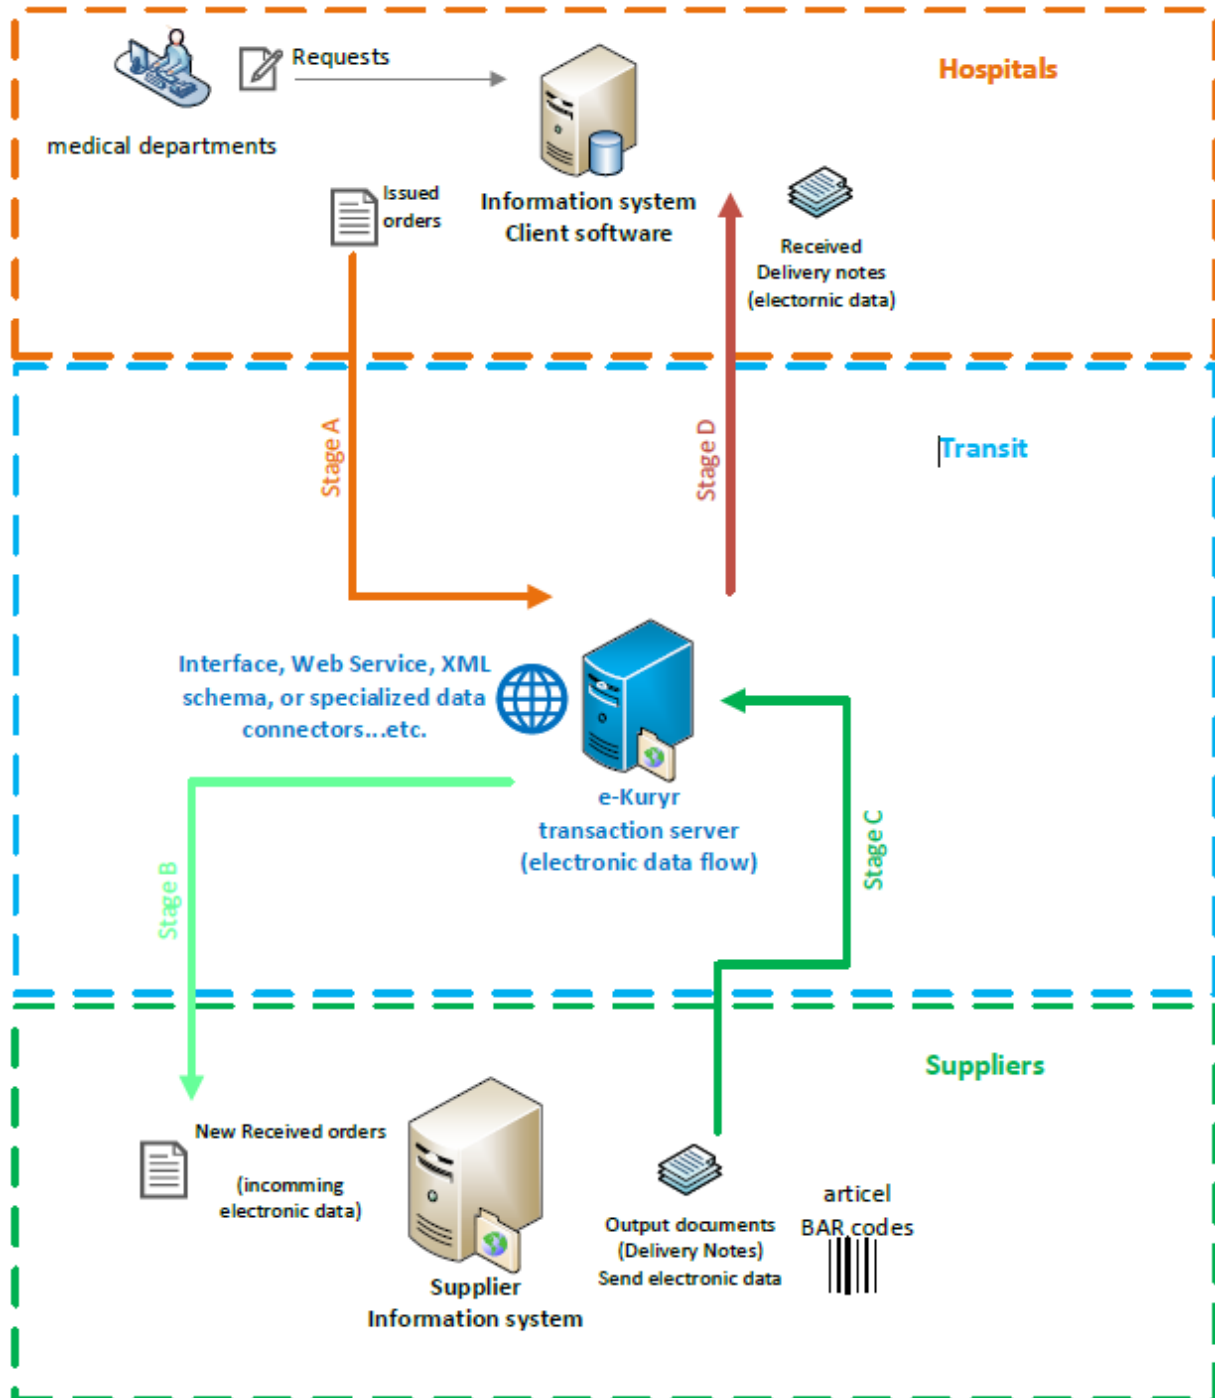 Requests
Hospitals
medical departments
Issued
orders
Information system
Client software
Received
Delivery notes
(electornic data)
Stage A
Stage D
Transit
Interface, Web Service, XML
schema, or specialized data
connectors...etc.
e-Kuryr
transaction server
(electronic data flow)
Stage B
Stage C
Suppliers
New Received orders
(incomming
electronic data)
Supplier
Information system
Output documents
(Delivery Notes)
Send electronic data
articel
BAR codes